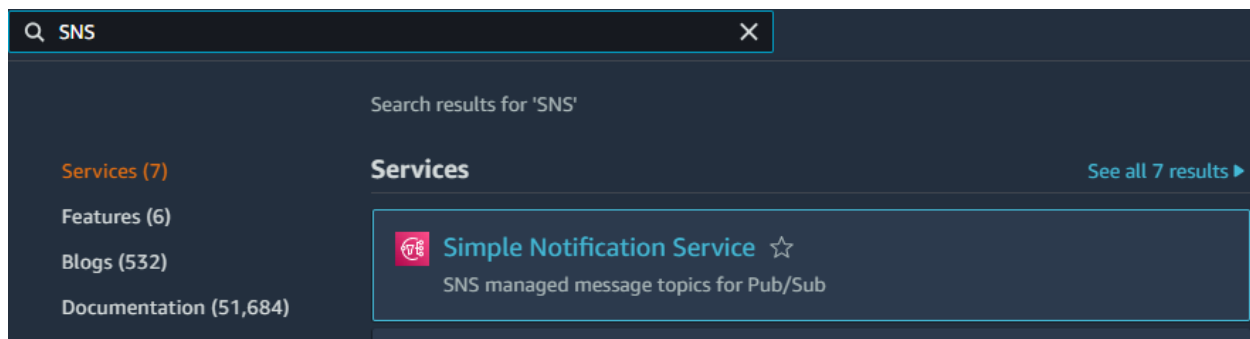 SNS
Search results for 'SNS'
Services (7)
Features (6)
Blogs (532)
Documentation (51,684)
Services
See all 7 results
Simple Notification Service
SNS managed message topics for Pub/Sub